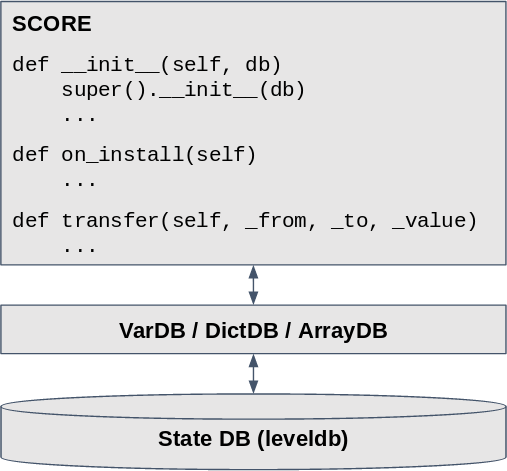 SCORE
def __init__(self, db)
    super().__init__(db)
    ...
def on_install(self)
    ...
def transfer(self, _from, _to, _value)
    ...
VarDB / DictDB / ArrayDB
State DB (leveldb)